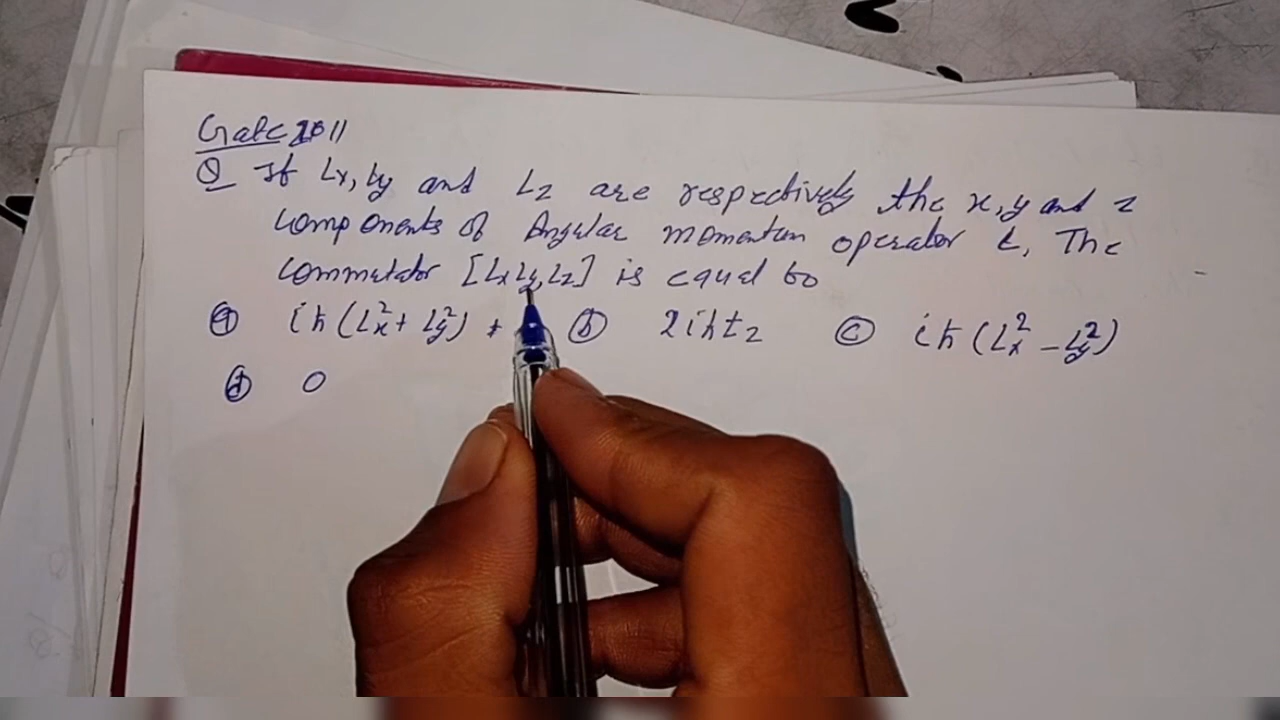 Gate 2011
Q If Lx, Ly and Lz are respectively the x, y and z
components of Angular momentum operator L, The
commutator [LxLy, Lz] is equal to
(a) iħ(Lx² + Ly²) (b) 2iħLz (c) iħ(Lx² - Ly²)
(d) 0